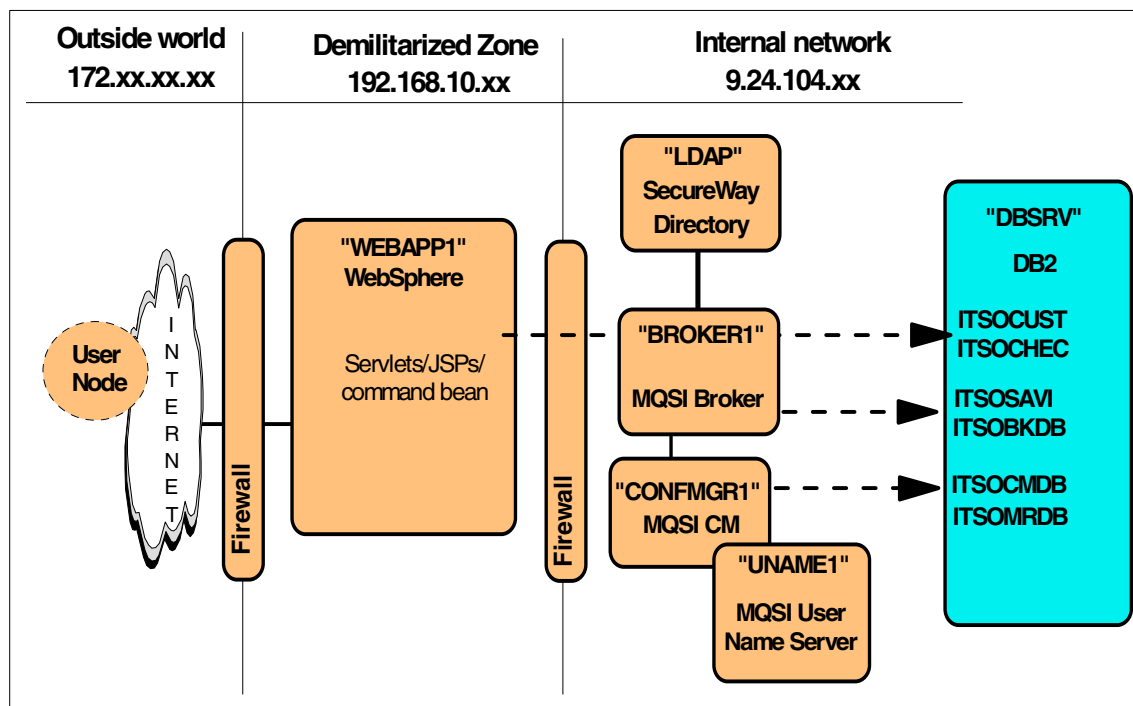 Outside world
172.xx.xx.xx
Demilitarized Zone
192.168.10.xx
Internal network
9.24.104.xx
User
Node
INTERNET
Firewall
"WEBAPP1"
WebSphere
Servlets/JSPs/
command bean
Firewall
"LDAP"
SecureWay
Directory
"BROKER1"
MQSI Broker
"CONFMGR1"
MQSI CM
"UNAME1"
MQSI User
Name Server
"DBSRV"
DB2
ITSOCUST
ITSOCHEC
ITSOSAVI
ITSOBKDB
ITSOCMDB
ITSOMRDB